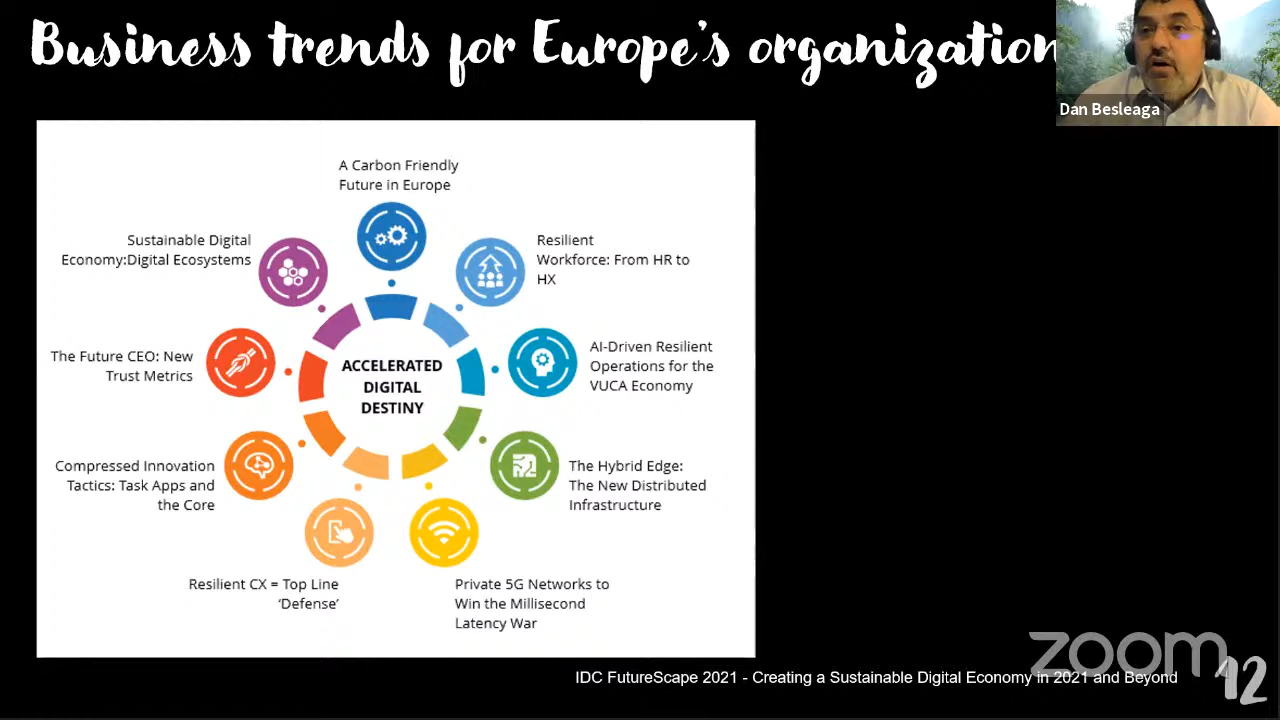 Business trends for Europe's organization
Dan Besleaga
A Carbon Friendly
Future in Europe
Sustainable Digital
Economy:Digital Ecosystems
Resilient
Workforce: From HR to
HX
The Future CEO: New
Trust Metrics
ACCELERATED
DIGITAL
DESTINY
AI-Driven Resilient
Operations for the
VUCA Economy
Compressed Innovation
Tactics: Task Apps and
the Core
The Hybrid Edge:
The New Distributed
Infrastructure
Resilient CX = Top Line
‘Defense’
Private 5G Networks to
Win the Millisecond
Latency War
zoom
IDC FutureScape 2021 - Creating a Sustainable Digital Economy in 2021 and Beyond
12